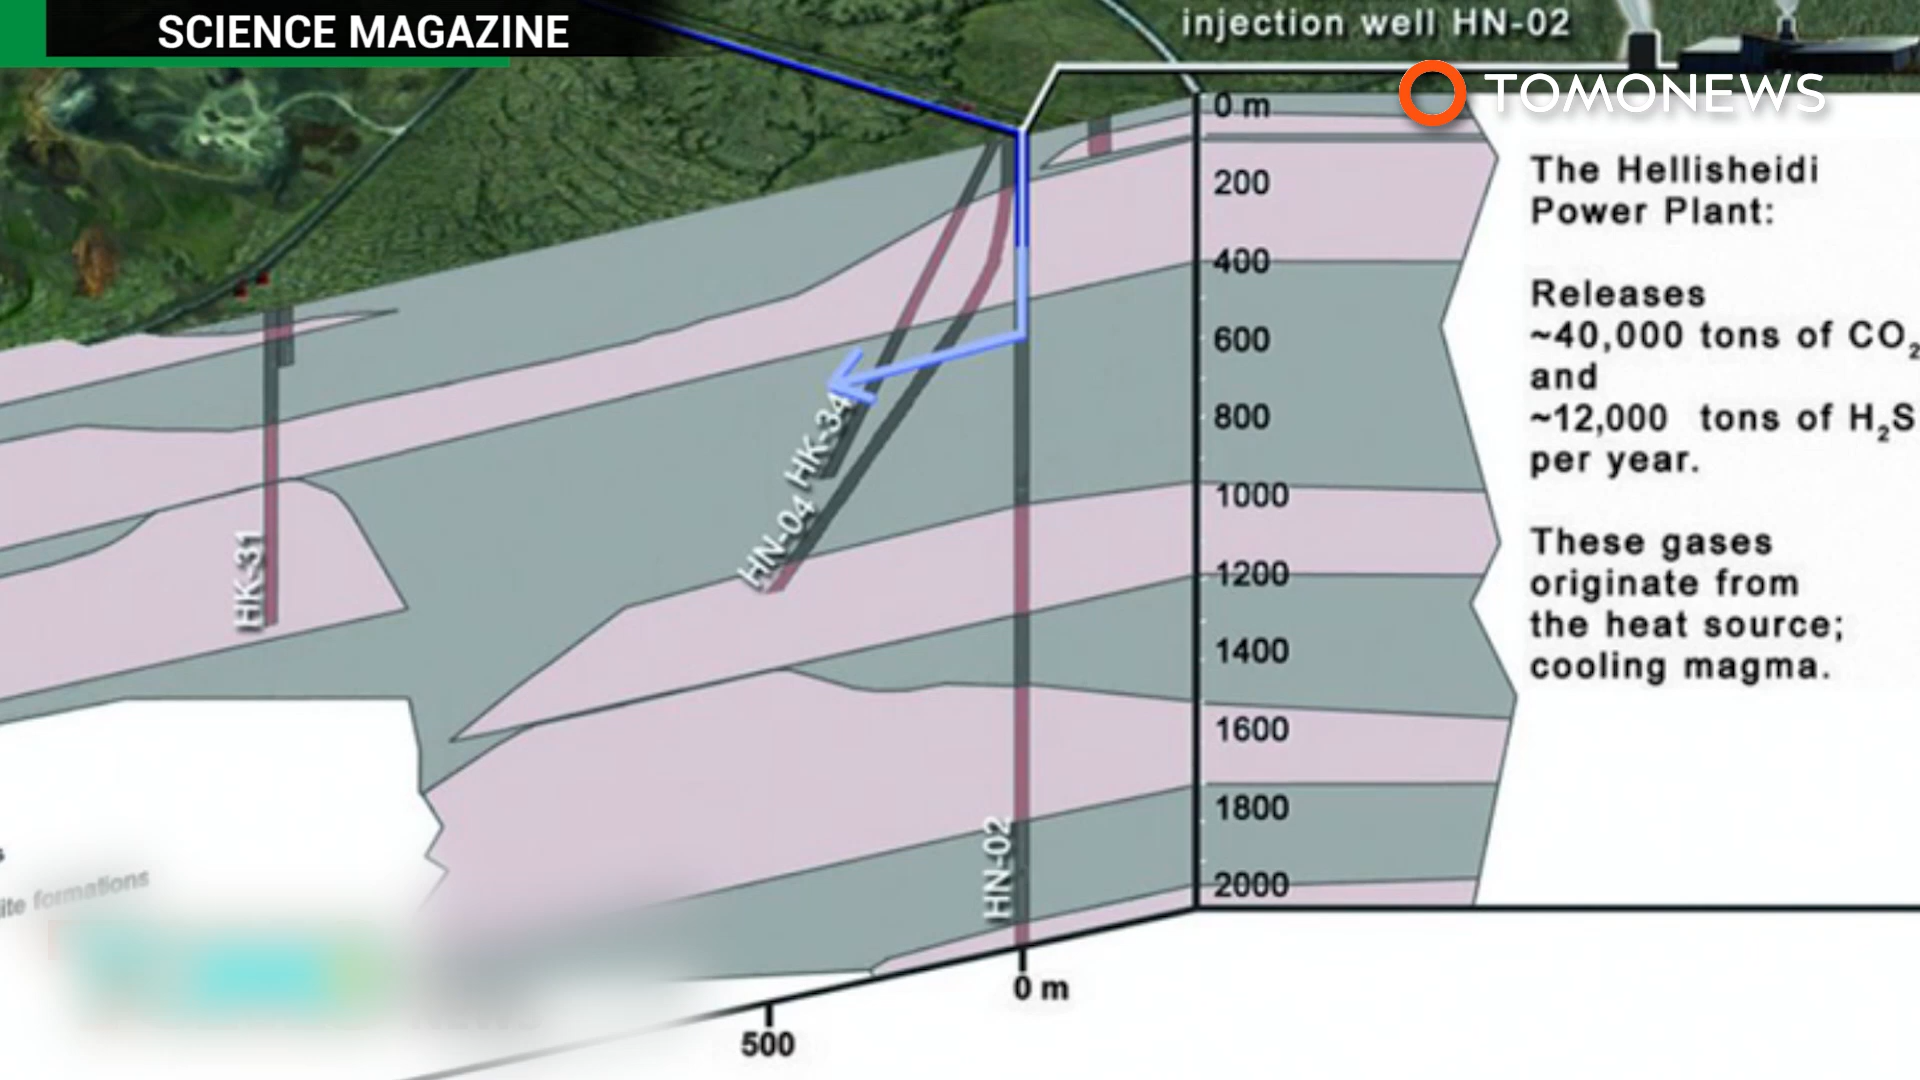 SCIENCE MAGAZINE
injection well HN-02
TOMONEWS
0 m
200
400
600
800
1000
1200
1400
1600
1800
2000
The Hellisheidi
Power Plant:
Releases
~40,000 tons of CO₂
and
~12,000 tons of H₂S
per year.
These gases
originate from
the heat source;
cooling magma.
HK-31
HK-34
HN-04
HN-02
formations
0 m
500